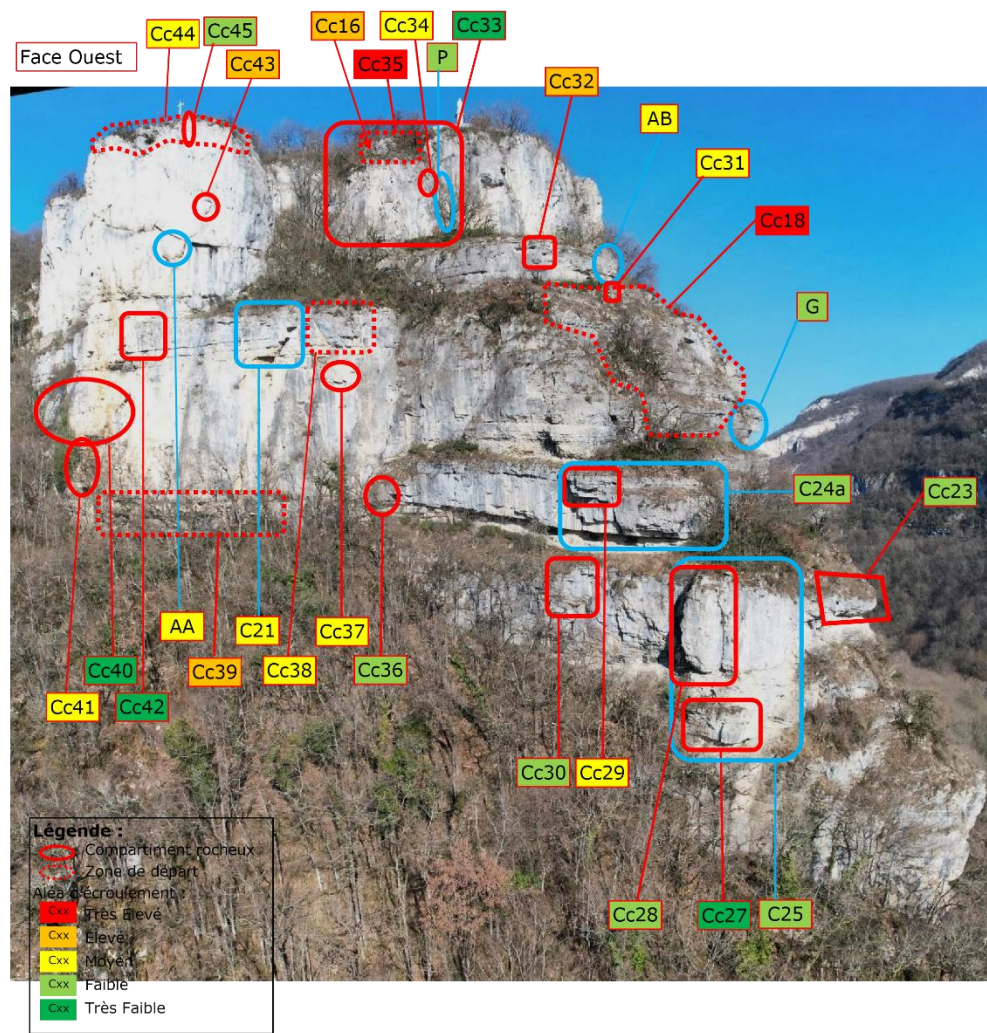 Face Ouest
Cc44
Cc45
Cc43
Cc16
Cc34
Cc33
Cc35
P
Cc32
AB
Cc31
Cc18
G
C24a
Cc23
AA
C21
Cc37
Cc40
Cc39
Cc38
Cc36
Cc41
Cc42
Cc30
Cc29
Cc28
Cc27
C25
Légende :
Compartiment rocheux
Zone de départ
Aléa d'écroulement :
Cxx Très Elevé
Cxx Élevé
Cxx Moyen
Cxx Faible
Cxx Très Faible